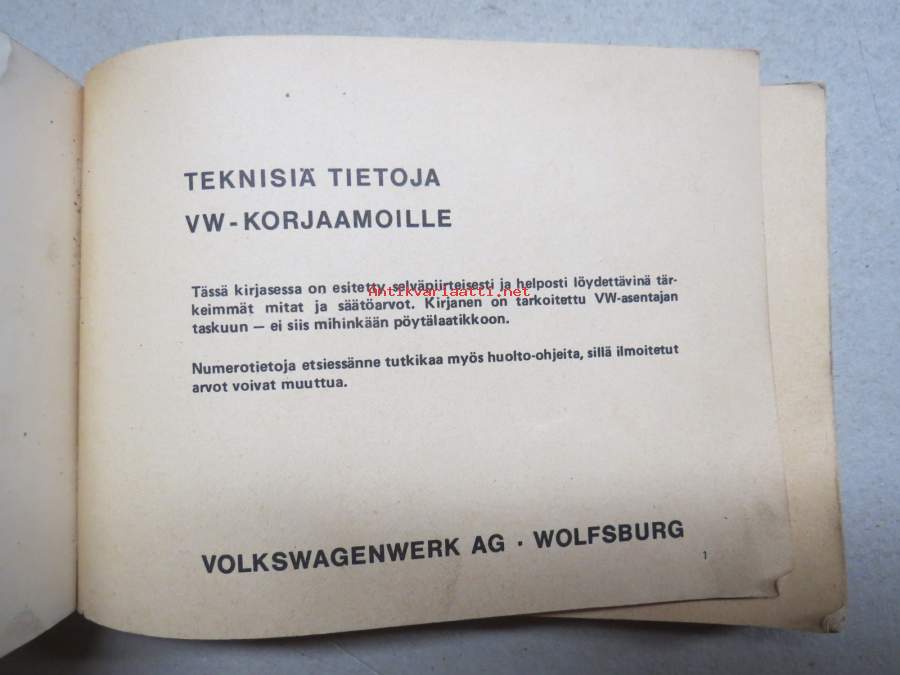 TEKNISIÄ TIETOJA
VW-KORJAAMOILLE
Tässä kirjasessa on esitetty selväpiirteisesti ja helposti löydettävinä tär-
keimmät mitat ja säätöarvot. Kirjanen on tarkoitettu VW-asentajan
taskuun — ei siis mihinkään pöytälaatikkoon.
Antikvariaatti.net
Numerotietoja etsiessänne tutkikaa myös huolto-ohjeita, sillä ilmoitetut
arvot voivat muuttua.
VOLKSWAGENWERK AG · WOLFSBURG
1